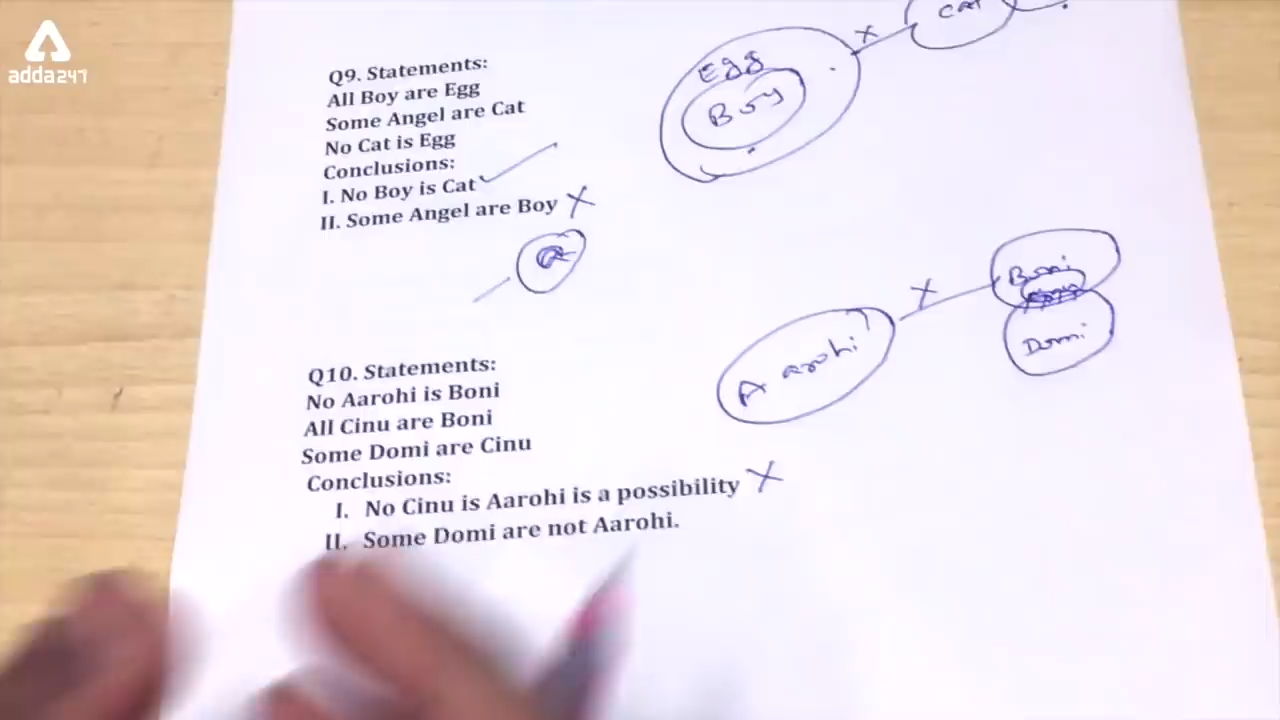 adda247
Q9. Statements:
All Boy are Egg
Some Angel are Cat
No Cat is Egg
Conclusions:
I. No Boy is Cat
II. Some Angel are Boy
Egg
Boy
Cat
Q10. Statements:
No Aarohi is Boni
All Cinu are Boni
Some Domi are Cinu
Conclusions:
I. No Cinu is Aarohi is a possibility
II. Some Domi are not Aarohi.
Aarohi
Boni
Domi